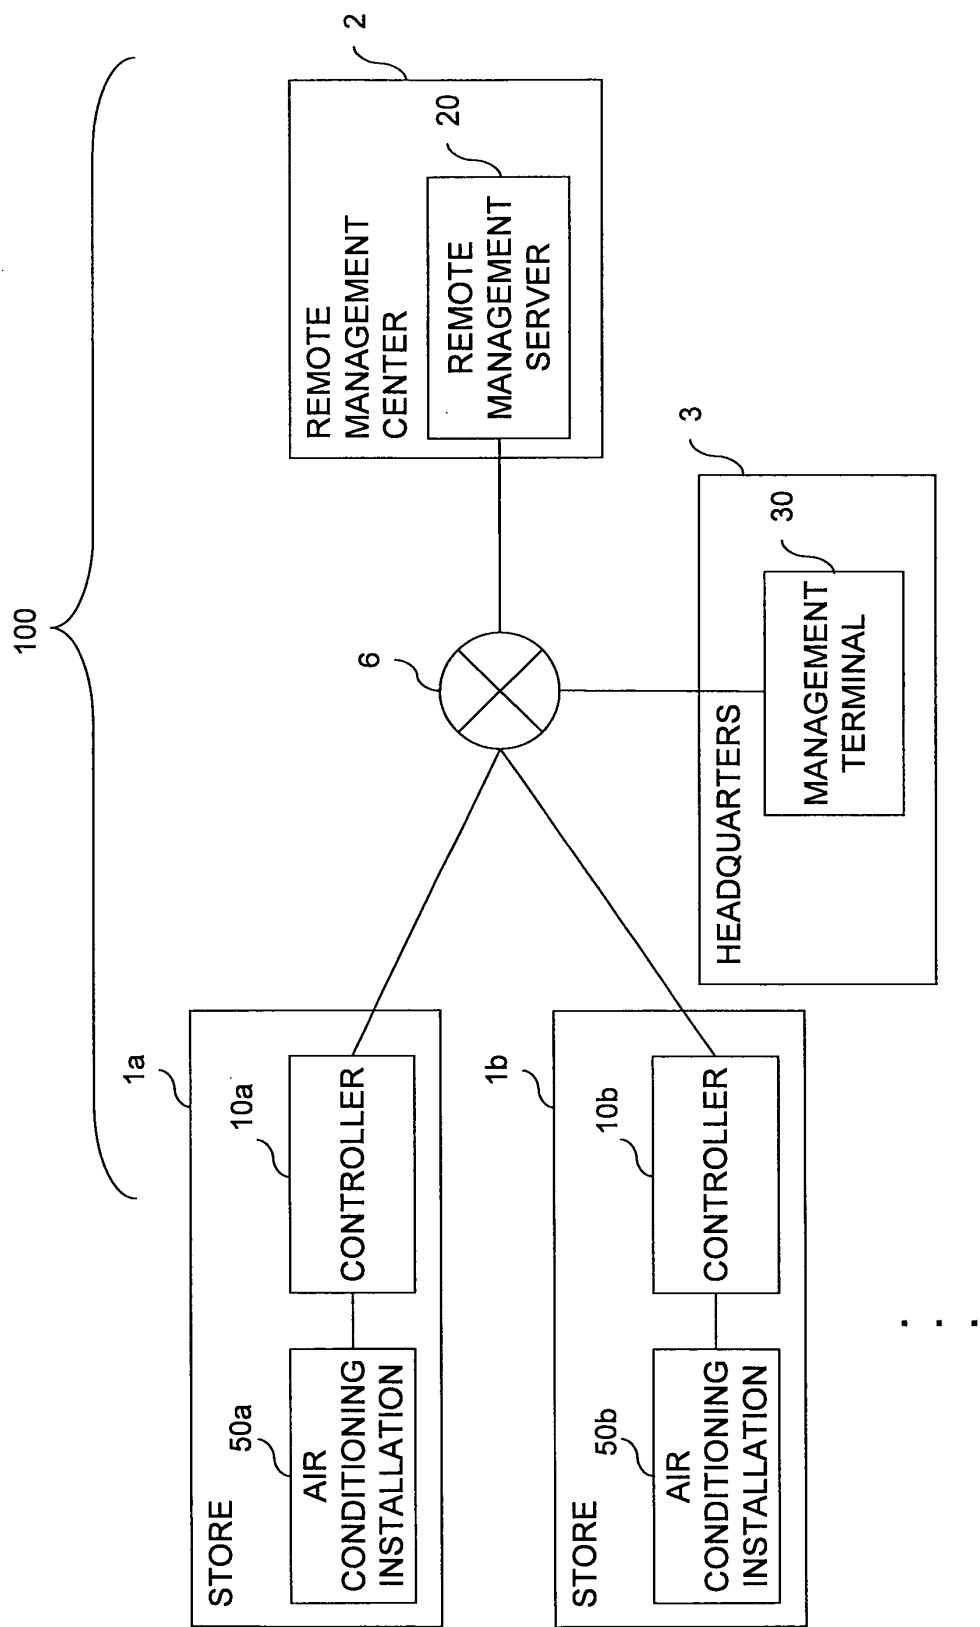 100
STORE
1a
AIR
CONDITIONING
INSTALLATION
50a
CONTROLLER
10a
6
REMOTE
MANAGEMENT
CENTER
2
REMOTE
MANAGEMENT
SERVER
20
STORE
1b
AIR
CONDITIONING
INSTALLATION
50b
CONTROLLER
10b
HEADQUARTERS
3
MANAGEMENT
TERMINAL
30
. . .